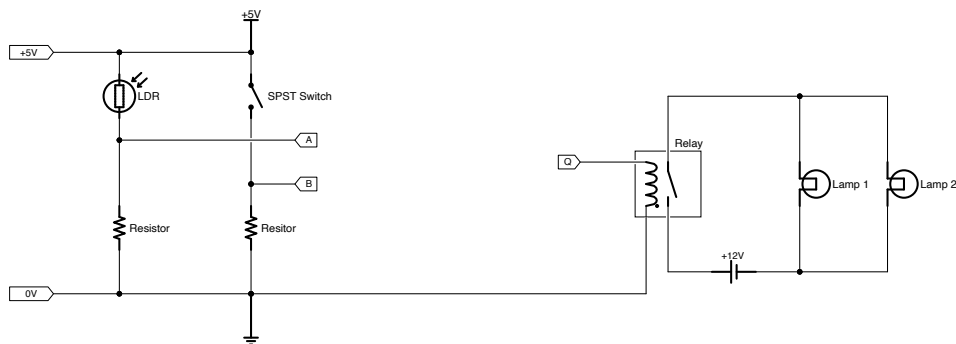 +5V
+5V
LDR
SPST Switch
A
Relay
Q
B
Lamp 1
Lamp 2
Resistor
Resitor
+12V
0V